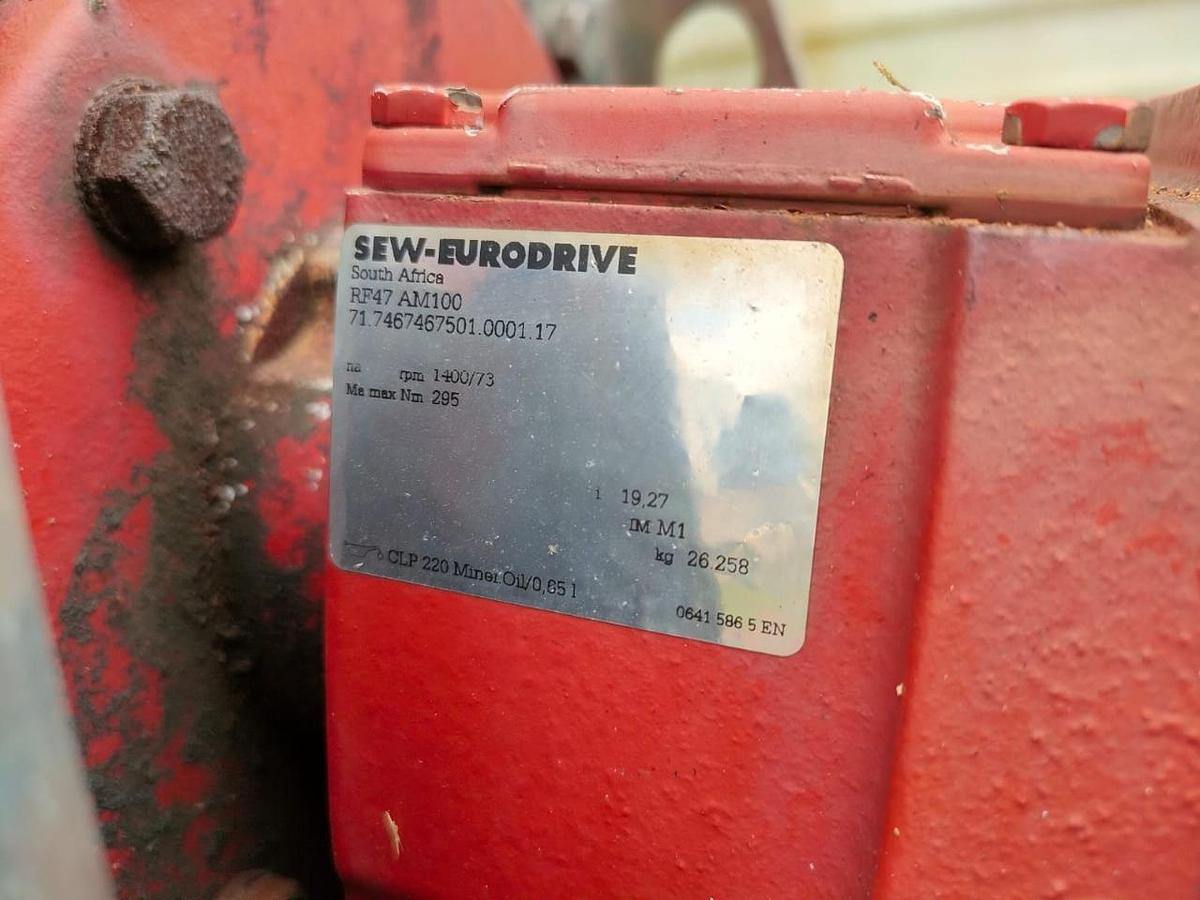 SEW-EURODRIVE
South Africa
RF47 AM100
71.7467467501.0001.17
na rpm 1400/73
Ma max Nm 295
i 19,27
IM M1
kg 26.258
CLP 220 Miner.Oil/0,65 l
0641 586 5 EN